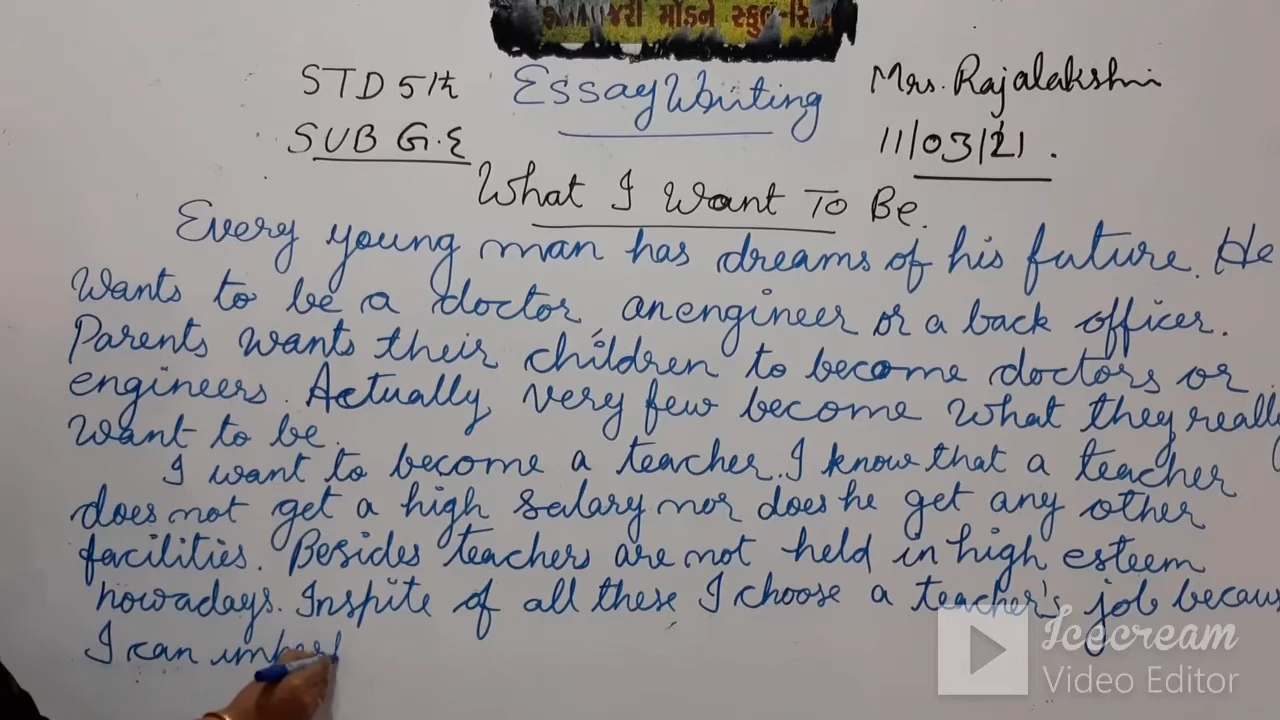 મોડર્ન સ્કુલ
STD 5th Essay Writing Mrs. Rajalakshmi
SUB G.E 11/03/21.
What I Want To Be.
Every young man has dreams of his future. He
Wants to be a doctor, an engineer or a back officer.
Parents wants their children to become doctors or
engineers. Actually, very few become what they really
want to be.
I want to become a teacher. I know that a teacher
does not get a high salary nor does he get any other
facilities. Besides teachers are not held in high esteem
nowadays. Inspite of all these I choose a teacher's job becaus
I can
Icecream
Video Editor